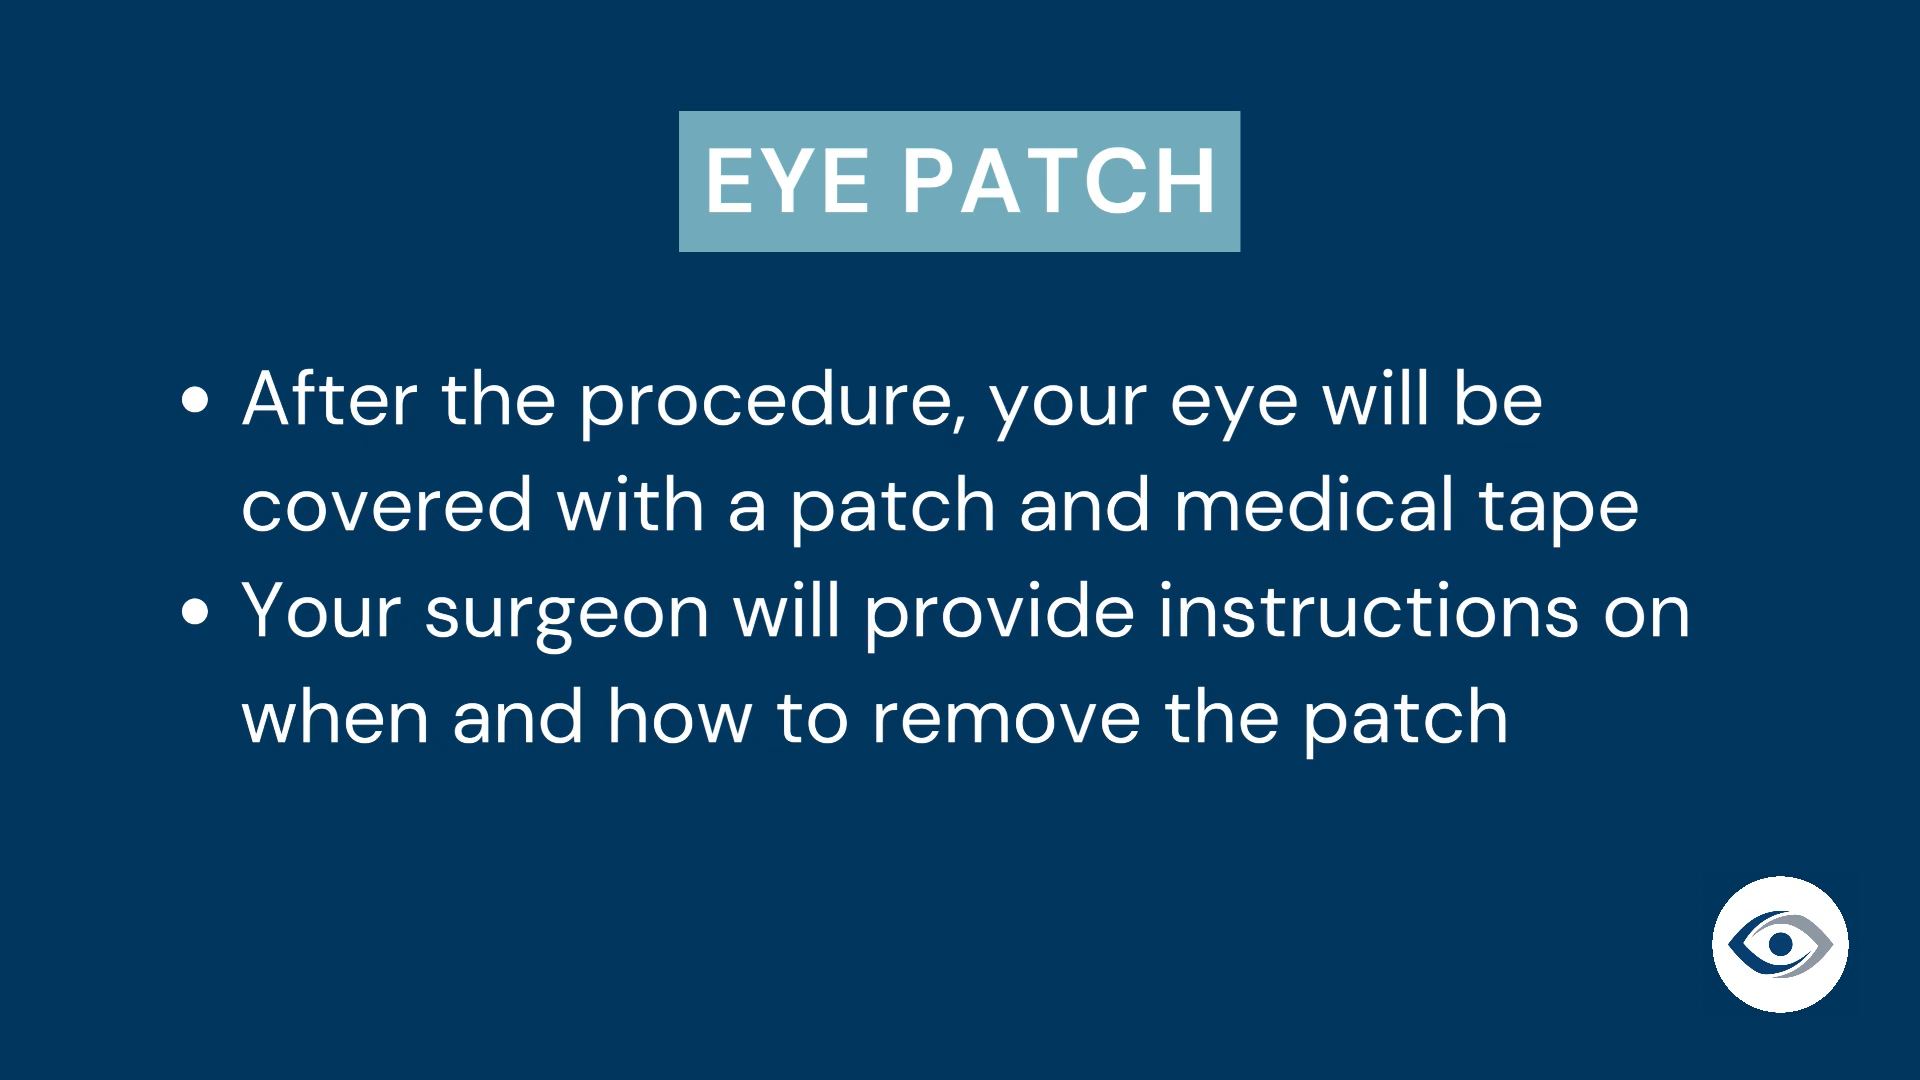 EYE PATCH
• After the procedure, your eye will be
covered with a patch and medical tape
• Your surgeon will provide instructions on
when and how to remove the patch